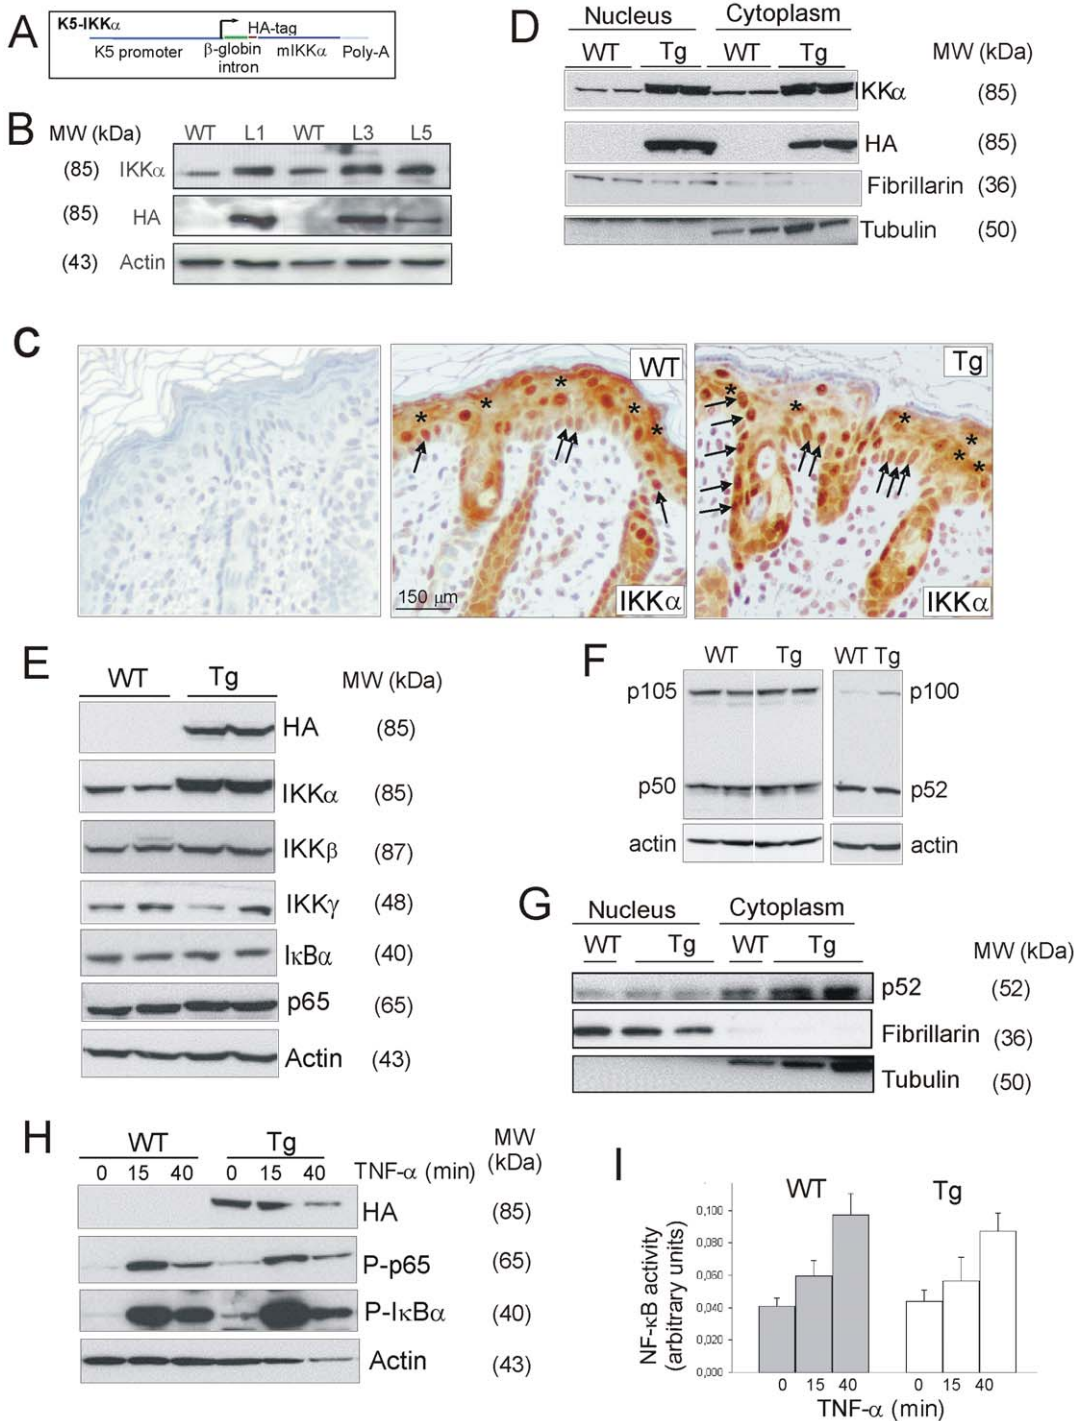 A
K5-IKKα
HA-tag
K5 promoter β-globin mIKKα Poly-A
intron
B
MW (kDa) WT L1 WT L3 L5
(85) IKKα
(85) HA
(43) Actin
D
Nucleus Cytoplasm
WT Tg WT Tg MW (kDa)
IKKα (85)
HA (85)
Fibrillarin (36)
Tubulin (50)
C
WT
* * * * *
150 μm
IKKα
Tg
* * * * * *
IKKα
E
WT Tg MW (kDa)
HA (85)
IKKα (85)
IKKβ (87)
IKKγ (48)
IκBα (40)
p65 (65)
Actin (43)
F
WT Tg WT Tg
p105 p100
p50 p52
actin actin
G
Nucleus Cytoplasm
WT Tg WT Tg MW (kDa)
p52 (52)
Fibrillarin (36)
Tubulin (50)
H
WT Tg MW
0 15 40 0 15 40 TNF-α (min) (kDa)
HA (85)
P-p65 (65)
P-IκBα (40)
Actin (43)
I
WT Tg
NF-κB activity
(arbitrary units)
0,100
0,080
0,060
0,040
0,020
0,000
0 15 40 0 15 40
TNF-α (min)